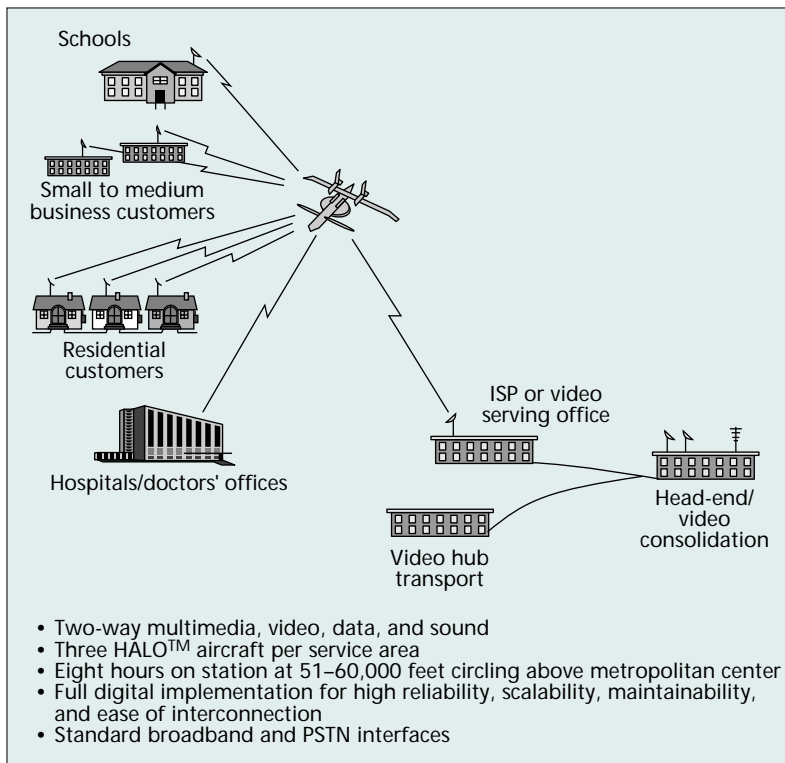 Schools
Small to medium
business customers
Residential
customers
Hospitals/doctors' offices
ISP or video
serving office
Head-end/
video
consolidation
Video hub
transport
• Two-way multimedia, video, data, and sound
• Three HALO™ aircraft per service area
• Eight hours on station at 51–60,000 feet circling above metropolitan center
• Full digital implementation for high reliability, scalability, maintainability,
and ease of interconnection
• Standard broadband and PSTN interfaces